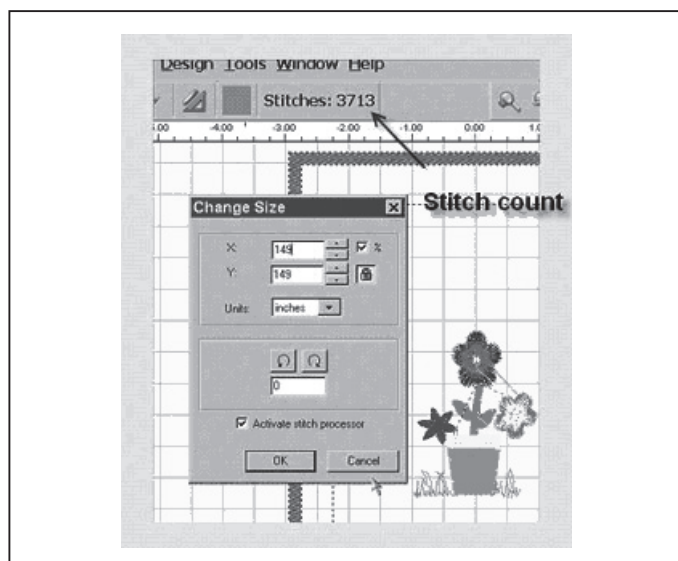 Design Tools Window Help
Stitches: 3713
-4.00 -3.00 -2.00 -1.00 0.00
Stitch count
Change Size
X: 149 %
Y: 149
Units: inches
0
Activate stitch processor
OK Cancel